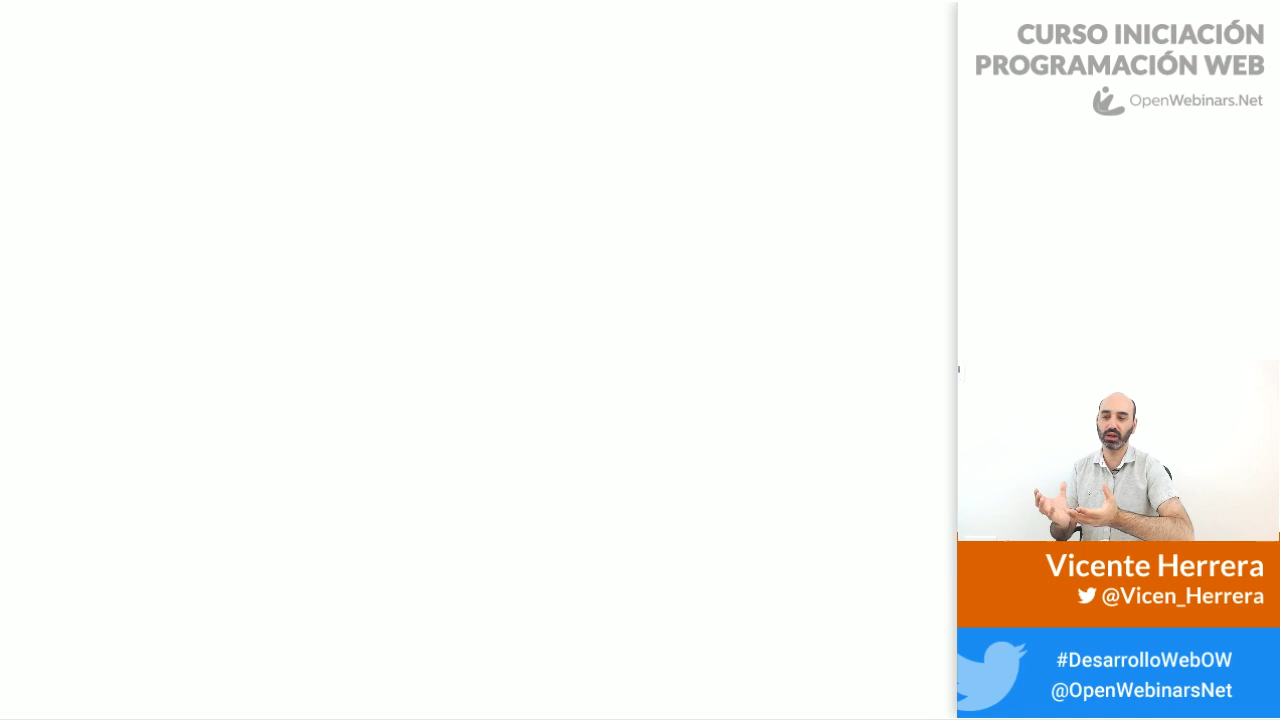 CURSO INICIACIÓN
PROGRAMACIÓN WEB
OpenWebinars.Net
Vicente Herrera
@Vicen_Herrera
#DesarrolloWebOW
@OpenWebinarsNet